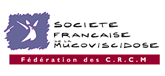 SOCIETE
FRANCAISE
DE LA
MUCOVISCIDOSE
Fédération des C.R.C.M